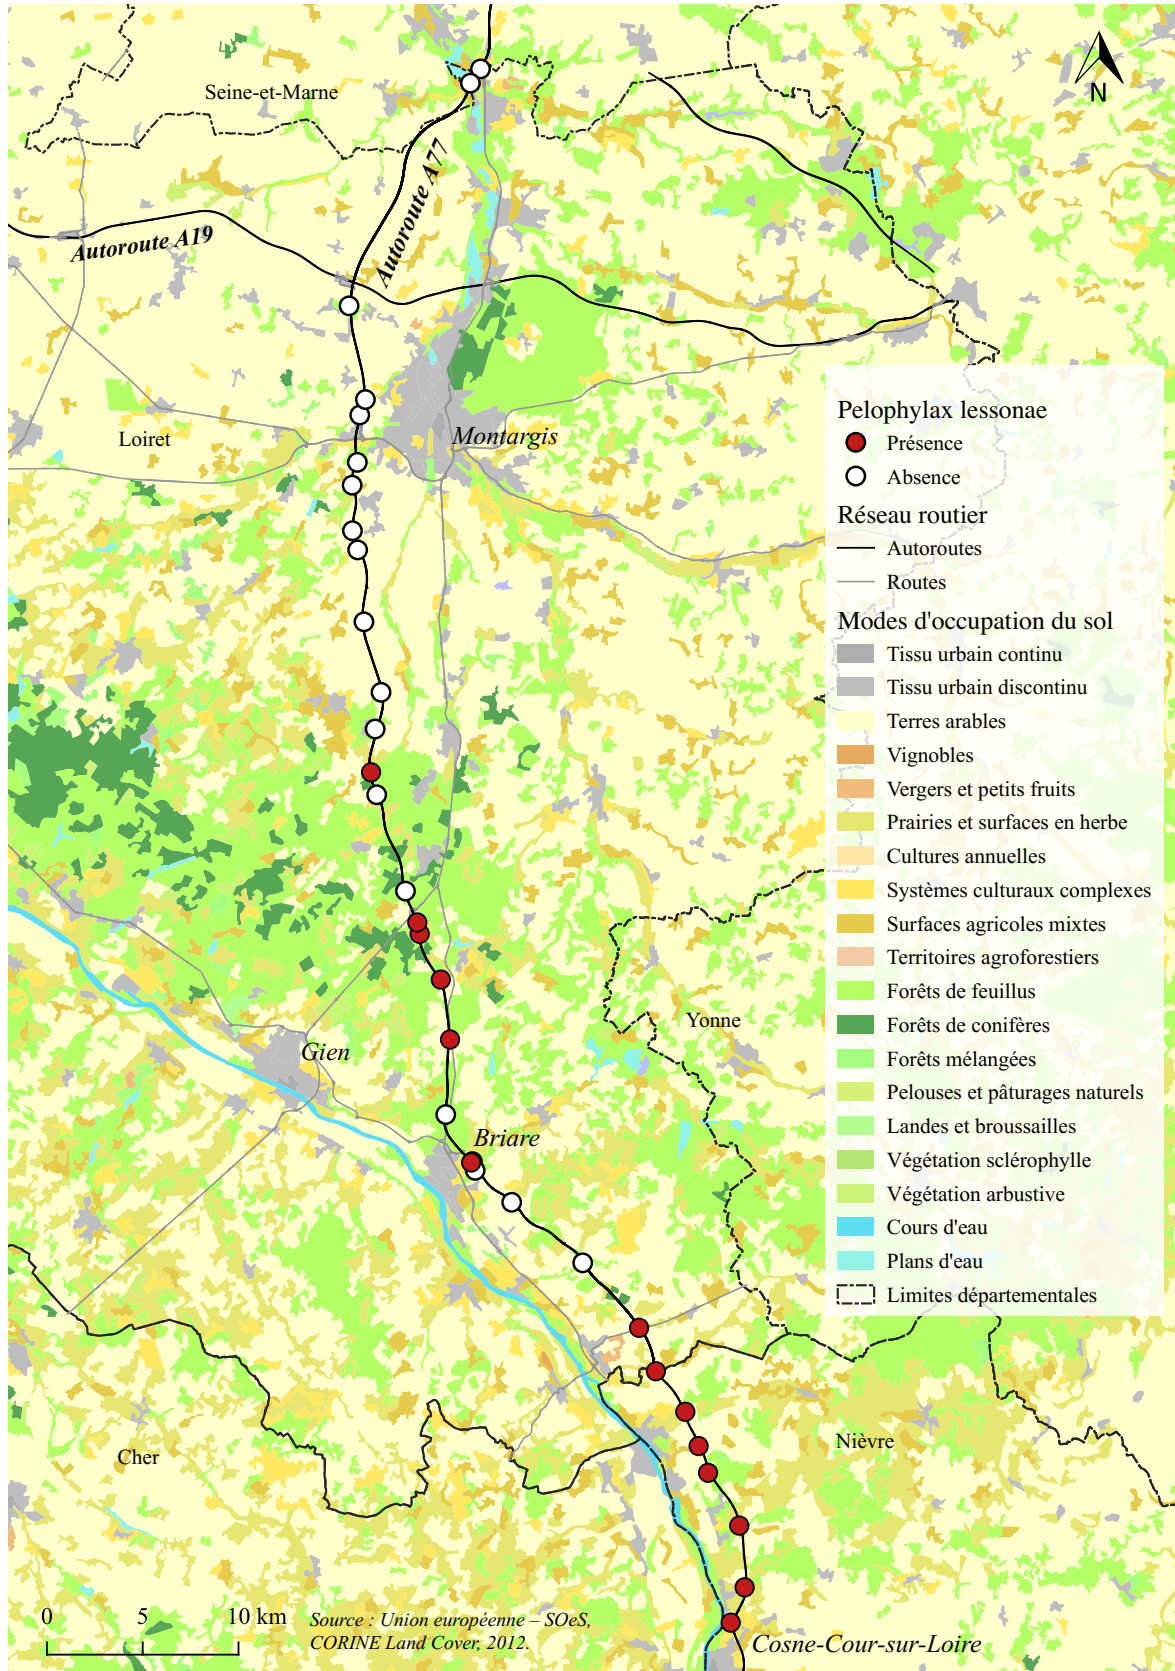 Seine-et-Marne
N
Autoroute A77
Autoroute A19
Loiret
Montargis
Pelophylax lessonae
Présence
Absence
Réseau routier
Autoroutes
Routes
Modes d'occupation du sol
Tissu urbain continu
Tissu urbain discontinu
Terres arables
Vignobles
Vergers et petits fruits
Prairies et surfaces en herbe
Cultures annuelles
Systèmes culturaux complexes
Surfaces agricoles mixtes
Territoires agroforestiers
Forêts de feuillus
Forêts de conifères
Forêts mélangées
Pelouses et pâturages naturels
Landes et broussailles
Végétation sclérophylle
Végétation arbustive
Cours d'eau
Plans d'eau
Limites départementales
Yonne
Gien
Briare
Cher
Nièvre
0 5 10 km
Source : Union européenne – SOeS,
CORINE Land Cover, 2012.
Cosne-Cour-sur-Loire